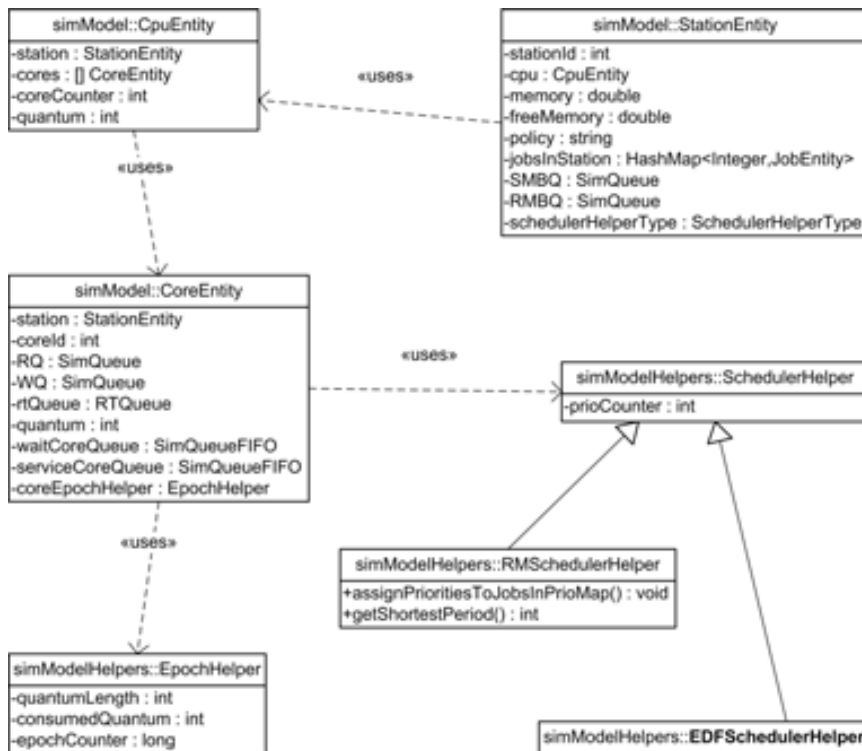 simModel::CpuEntity
-station : StationEntity
-cores : [] CoreEntity
-coreCounter : int
-quantum : int
«uses»
simModel::StationEntity
-stationId : int
-cpu : CpuEntity
-memory : double
-freeMemory : double
-policy : string
-jobsInStation : HashMap<Integer,JobEntity>
-SMBQ : SimQueue
-RMBQ : SimQueue
-schedulerHelperType : SchedulerHelperType
«uses»
simModel::CoreEntity
-station : StationEntity
-coreId : int
-RQ : SimQueue
-WQ : SimQueue
-rtQueue : RTQueue
-quantum : int
-waitCoreQueue : SimQueueFIFO
-serviceCoreQueue : SimQueueFIFO
-coreEpochHelper : EpochHelper
«uses»
simModelHelpers::SchedulerHelper
-prioCounter : int
«uses»
simModelHelpers::RMSchedulerHelper
+assignPrioritiesToJobsInPrioMap() : void
+getShortestPeriod() : int
simModelHelpers::EpochHelper
-quantumLength : int
-consumedQuantum : int
-epochCounter : long
simModelHelpers::EDFSchedulerHelper